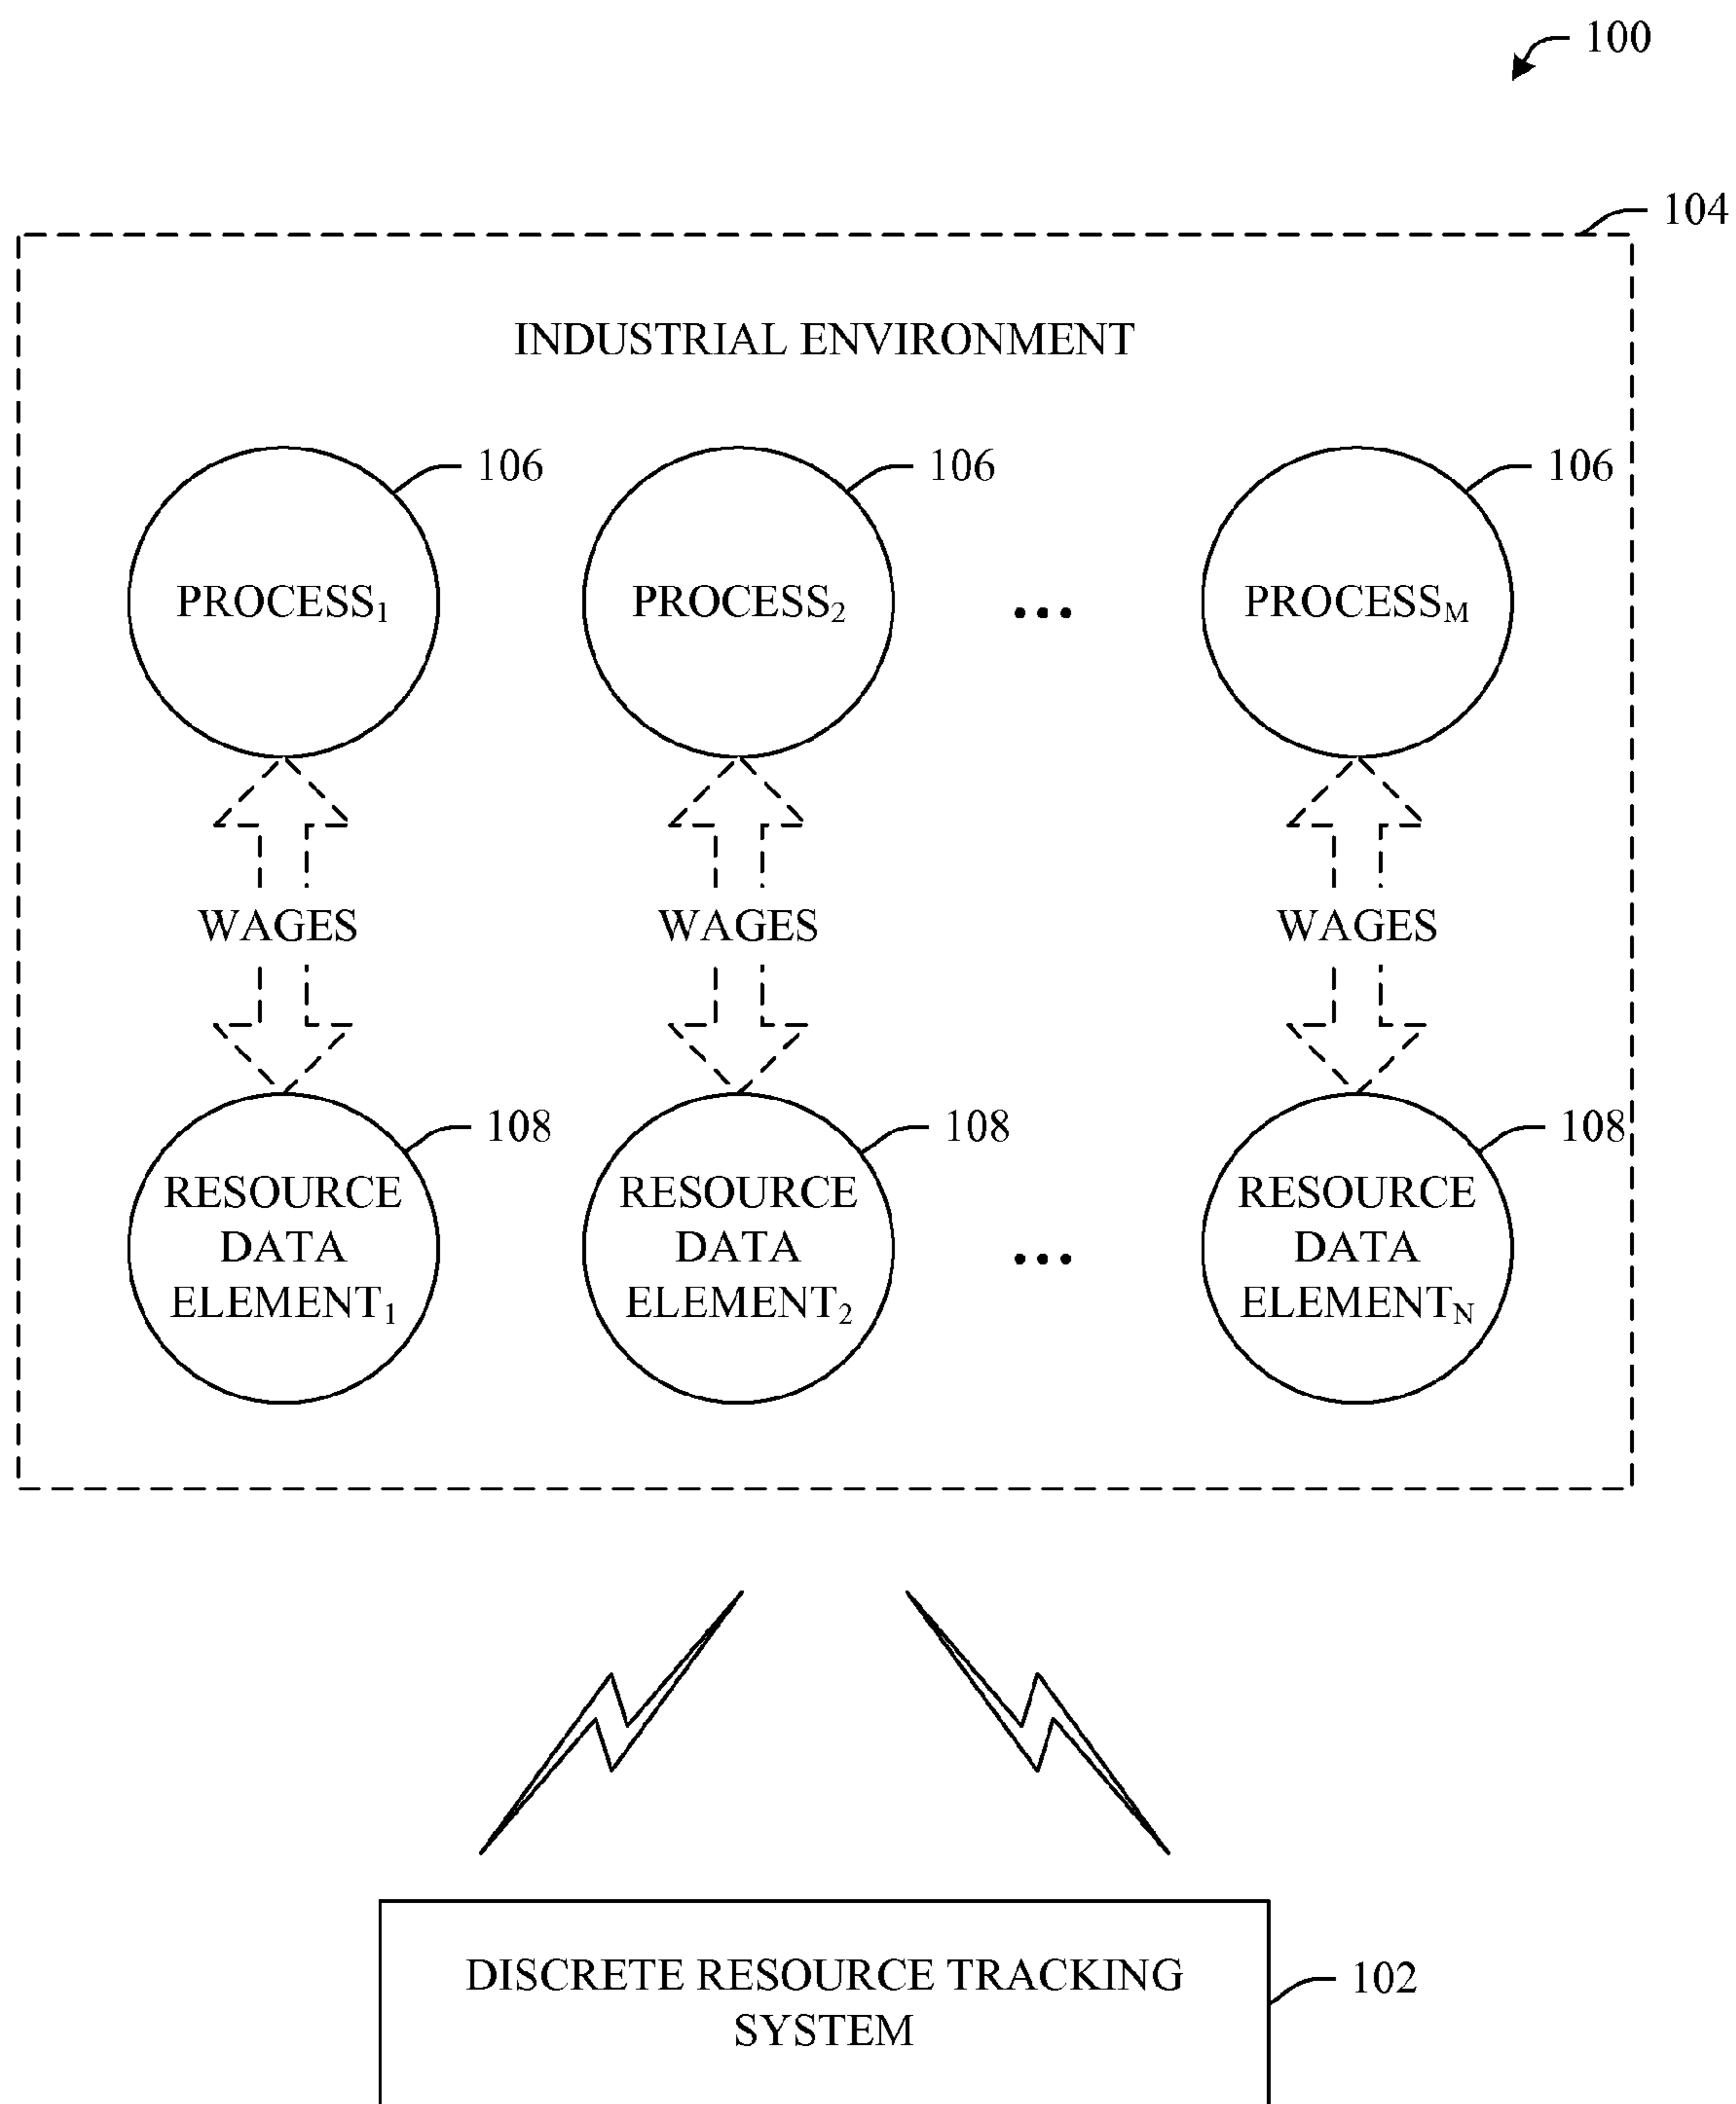 100
104
INDUSTRIAL ENVIRONMENT
106 106 106
PROCESS₁ PROCESS₂ ... PROCESSM
WAGES WAGES WAGES
108 108 108
RESOURCE RESOURCE RESOURCE
DATA DATA ... DATA
ELEMENT₁ ELEMENT₂ ELEMENTN
DISCRETE RESOURCE TRACKING
SYSTEM
102